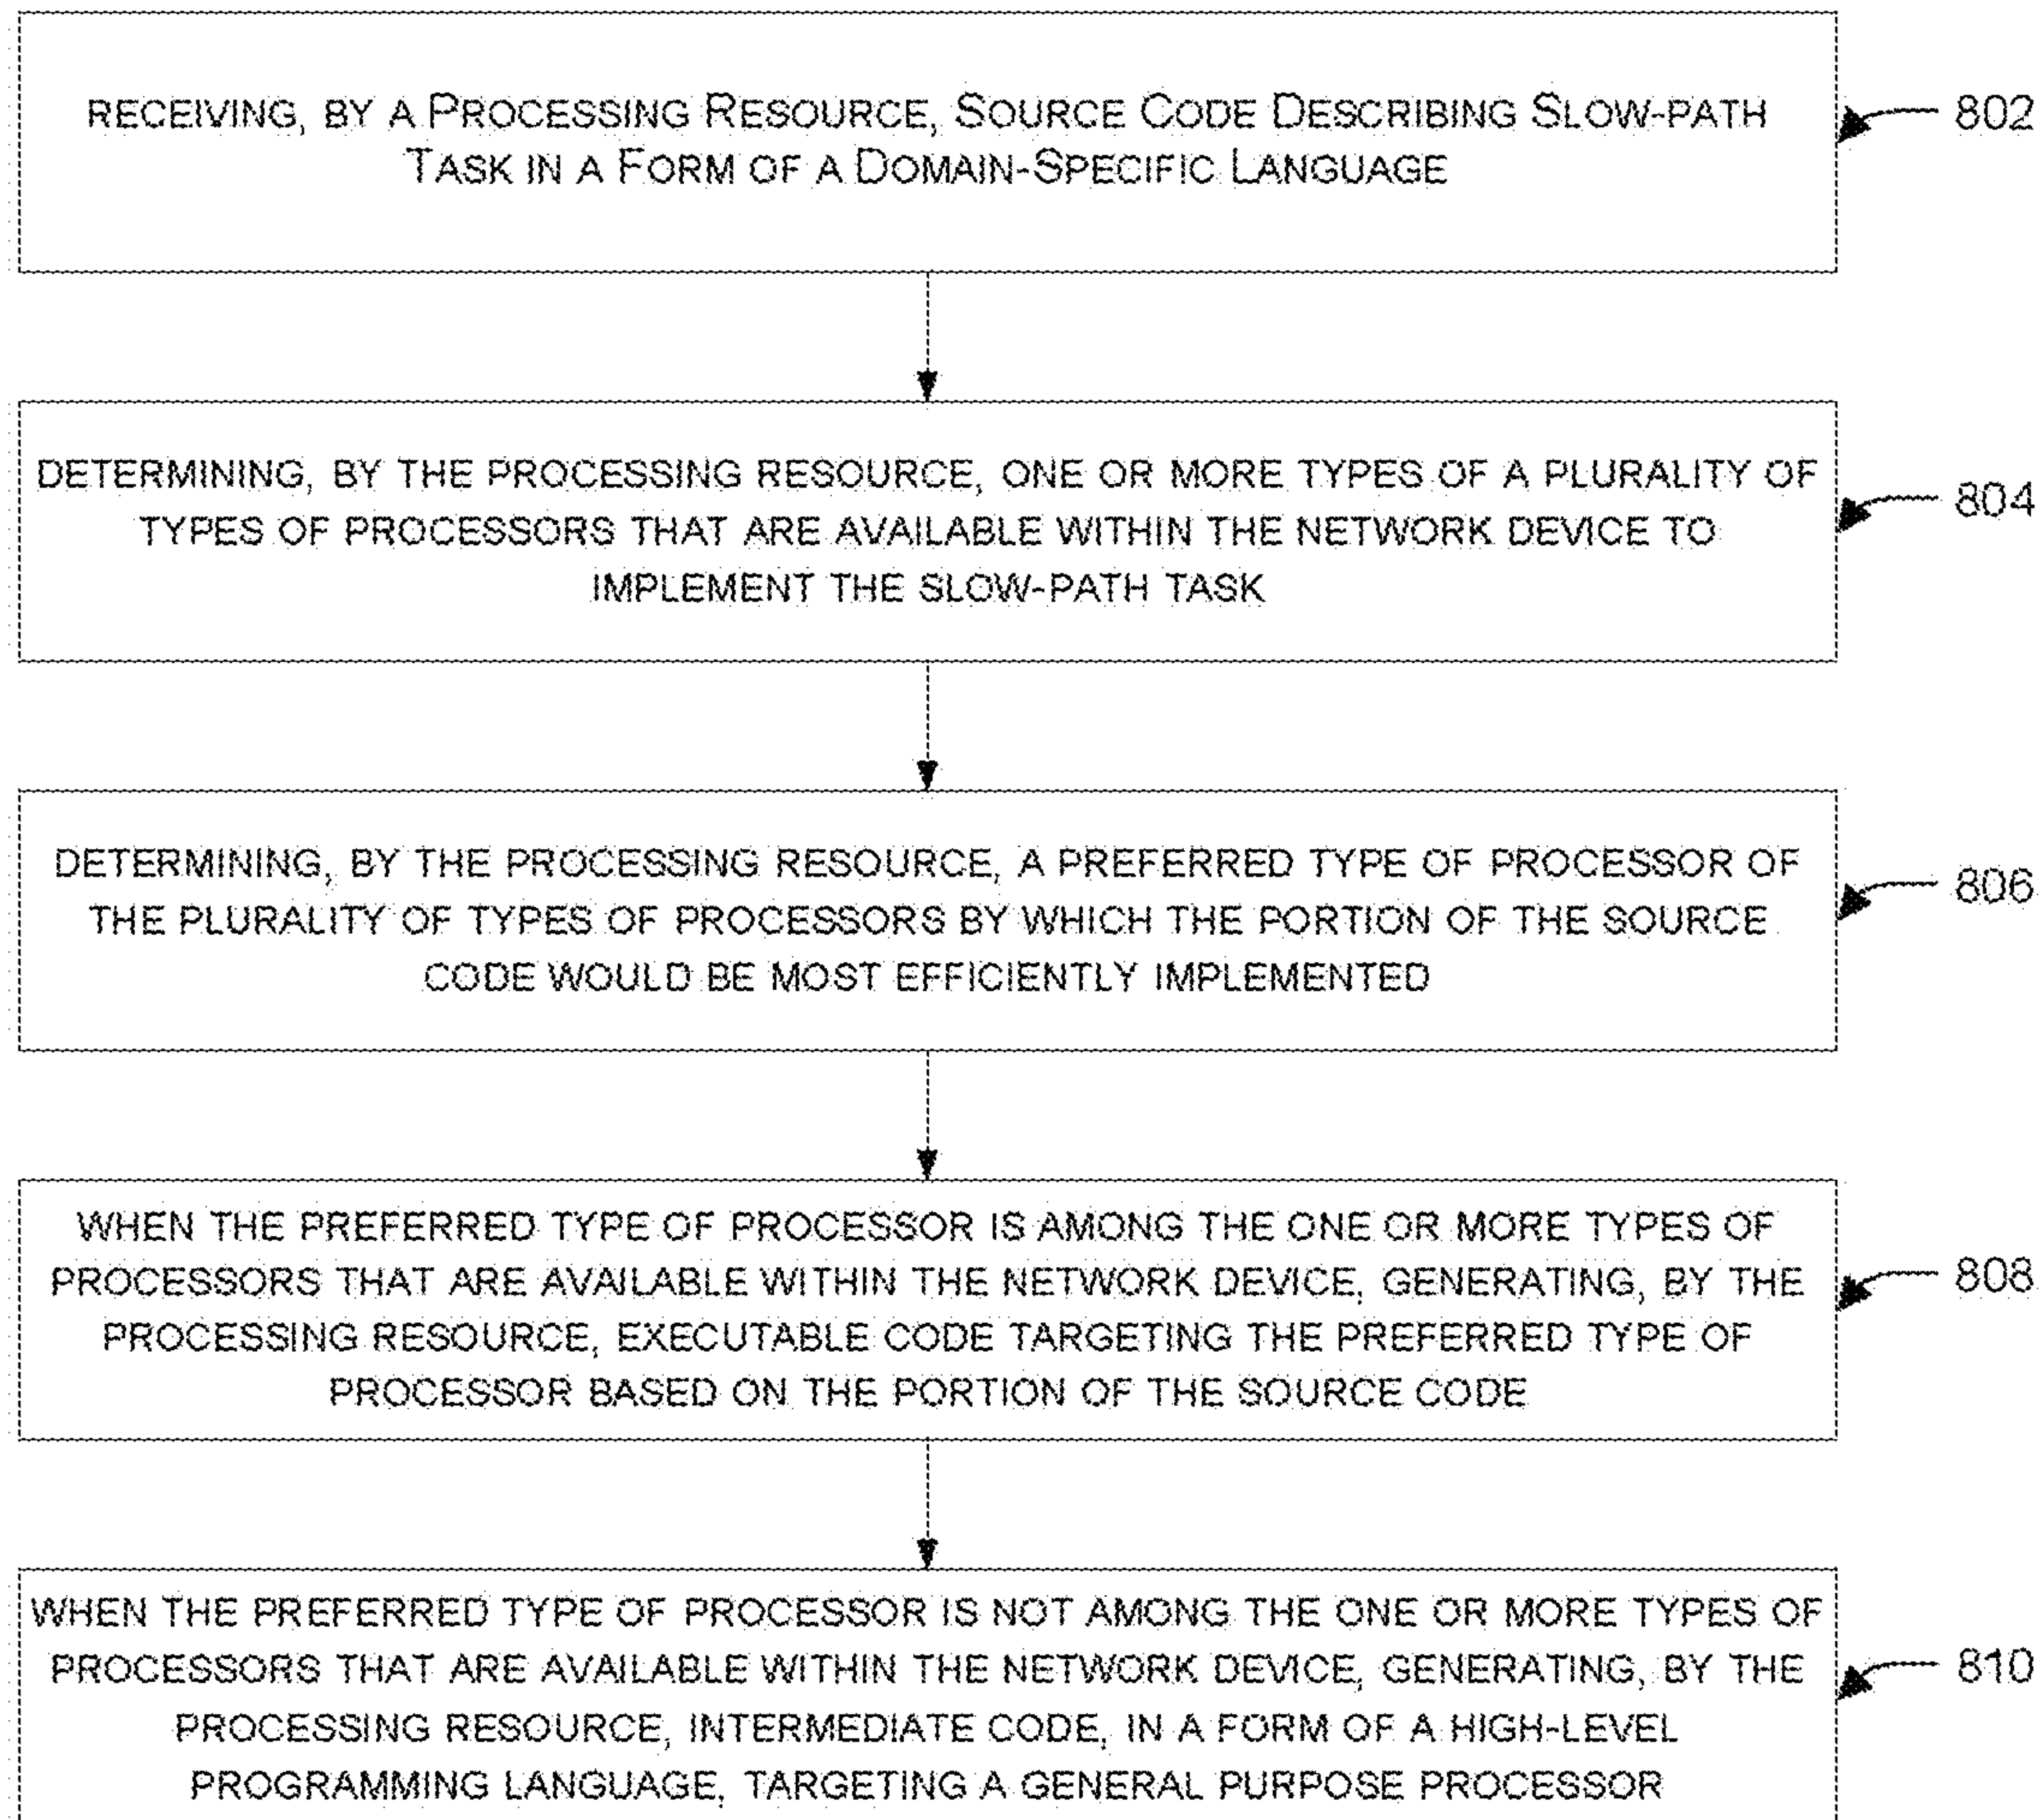 RECEIVING, BY A PROCESSING RESOURCE, SOURCE CODE DESCRIBING SLOW-PATH
TASK IN A FORM OF A DOMAIN-SPECIFIC LANGUAGE
802
DETERMINING, BY THE PROCESSING RESOURCE, ONE OR MORE TYPES OF A PLURALITY OF
TYPES OF PROCESSORS THAT ARE AVAILABLE WITHIN THE NETWORK DEVICE TO
IMPLEMENT THE SLOW-PATH TASK
804
DETERMINING, BY THE PROCESSING RESOURCE, A PREFERRED TYPE OF PROCESSOR OF
THE PLURALITY OF TYPES OF PROCESSORS BY WHICH THE PORTION OF THE SOURCE
CODE WOULD BE MOST EFFICIENTLY IMPLEMENTED
806
WHEN THE PREFERRED TYPE OF PROCESSOR IS AMONG THE ONE OR MORE TYPES OF
PROCESSORS THAT ARE AVAILABLE WITHIN THE NETWORK DEVICE, GENERATING, BY THE
PROCESSING RESOURCE, EXECUTABLE CODE TARGETING THE PREFERRED TYPE OF
PROCESSOR BASED ON THE PORTION OF THE SOURCE CODE
808
WHEN THE PREFERRED TYPE OF PROCESSOR IS NOT AMONG THE ONE OR MORE TYPES OF
PROCESSORS THAT ARE AVAILABLE WITHIN THE NETWORK DEVICE, GENERATING, BY THE
PROCESSING RESOURCE, INTERMEDIATE CODE, IN A FORM OF A HIGH-LEVEL
PROGRAMMING LANGUAGE, TARGETING A GENERAL PURPOSE PROCESSOR
810